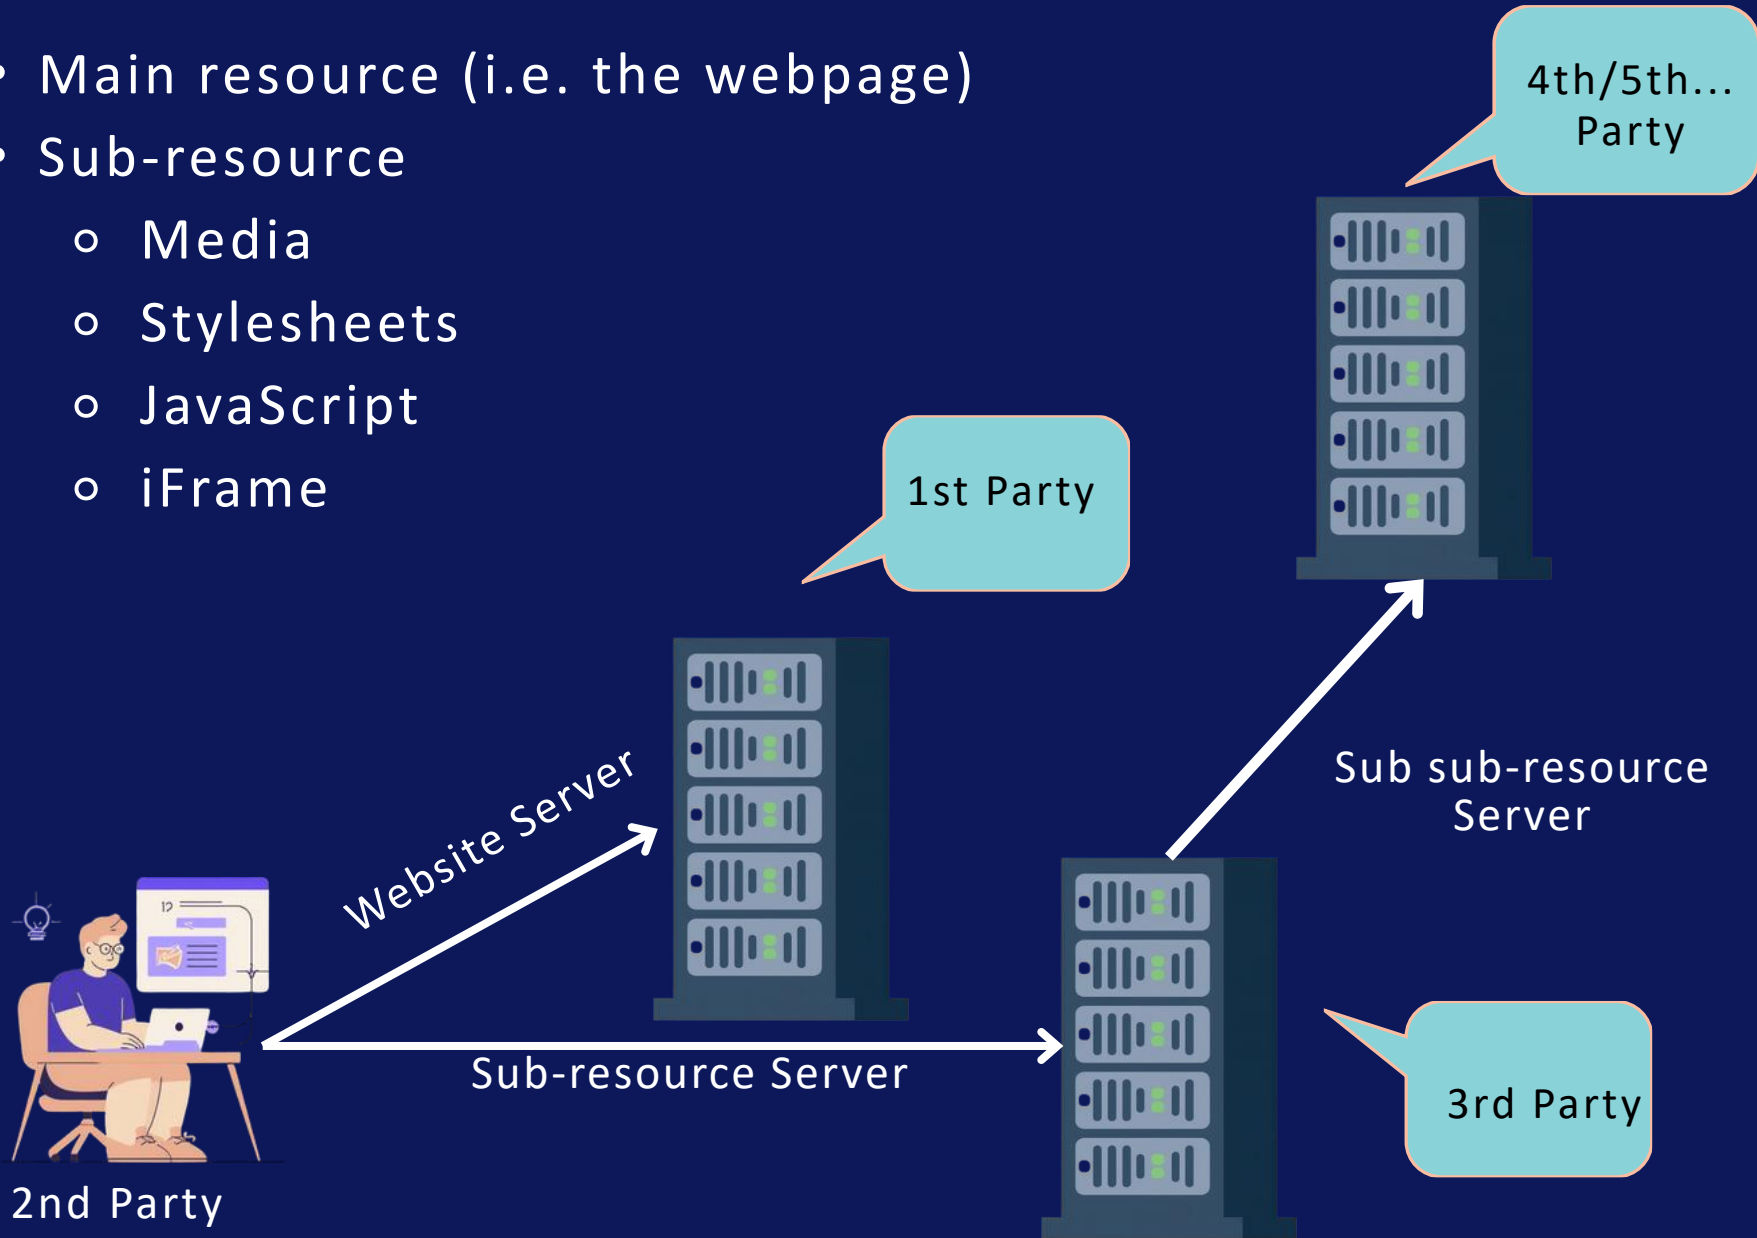 • Main resource (i.e. the webpage)
• Sub-resource
○ Media
○ Stylesheets
○ JavaScript
○ iFrame
4th/5th...
Party
1st Party
Website Server
Sub sub-resource
Server
Sub-resource Server
3rd Party
2nd Party